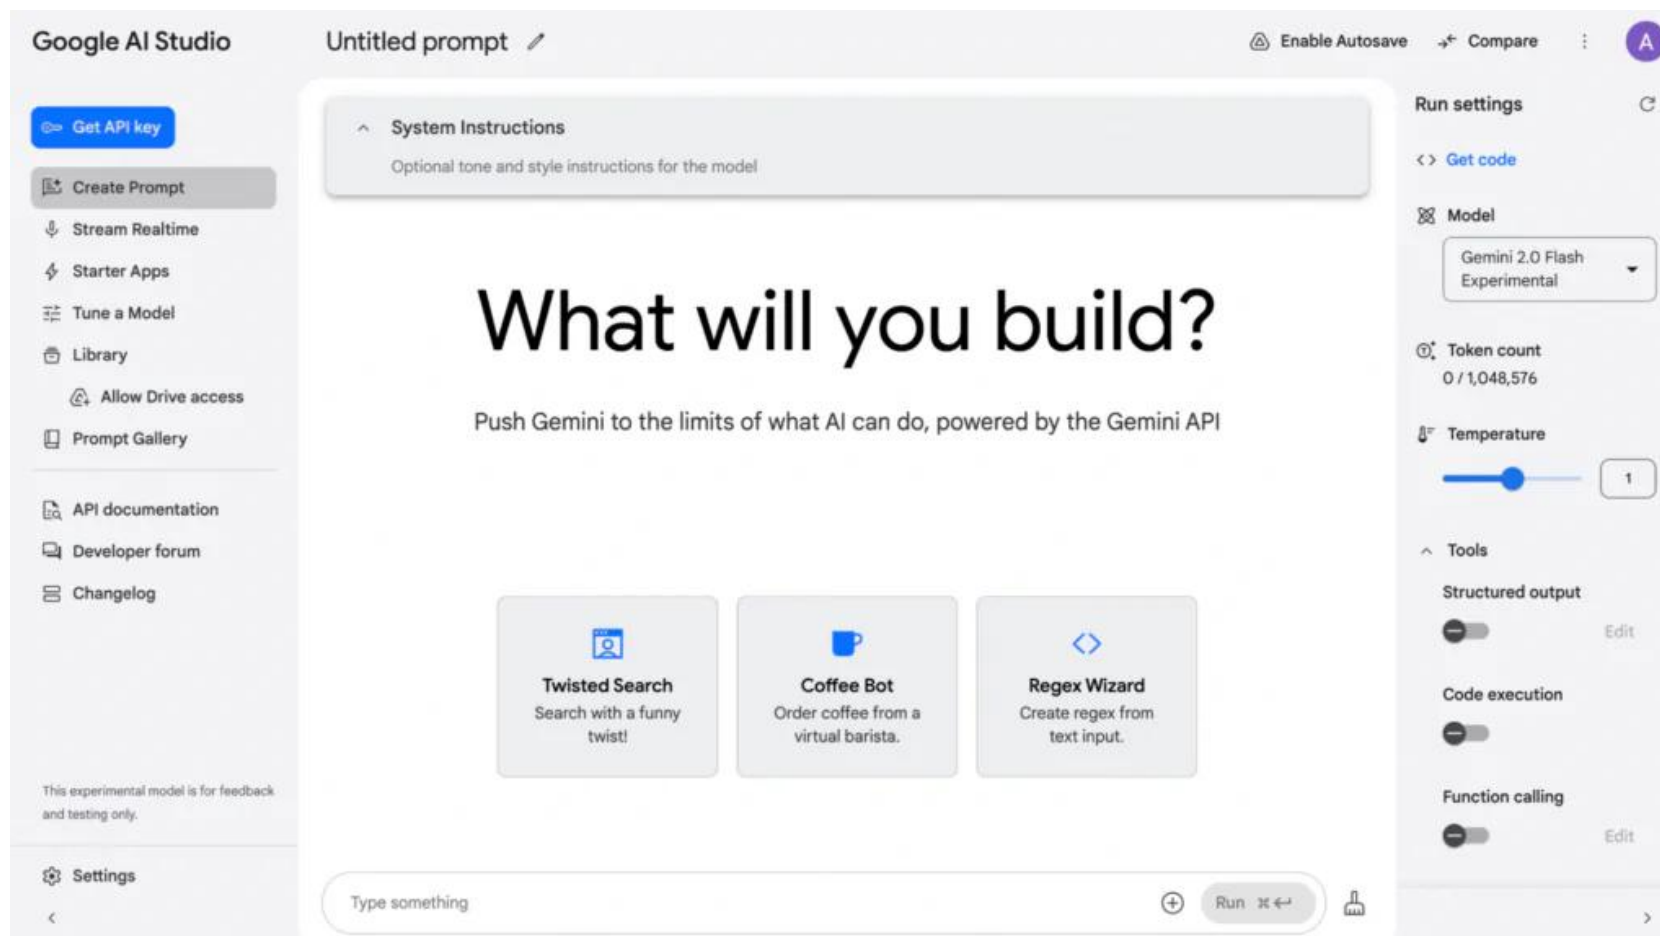 Google AI Studio
Untitled prompt
Enable Autosave
Compare
A
Get API key
Create Prompt
Stream Realtime
Starter Apps
Tune a Model
Library
Allow Drive access
Prompt Gallery
API documentation
Developer forum
Changelog
This experimental model is for feedback
and testing only.
Settings
System Instructions
Optional tone and style instructions for the model
What will you build?
Push Gemini to the limits of what AI can do, powered by the Gemini API
Twisted Search
Search with a funny
twist!
Coffee Bot
Order coffee from a
virtual barista.
Regex Wizard
Create regex from
text input.
Type something
Run ⌘↩
Run settings
Get code
Model
Gemini 2.0 Flash
Experimental
Token count
0 / 1,048,576
Temperature
1
Tools
Structured output
Edit
Code execution
Function calling
Edit